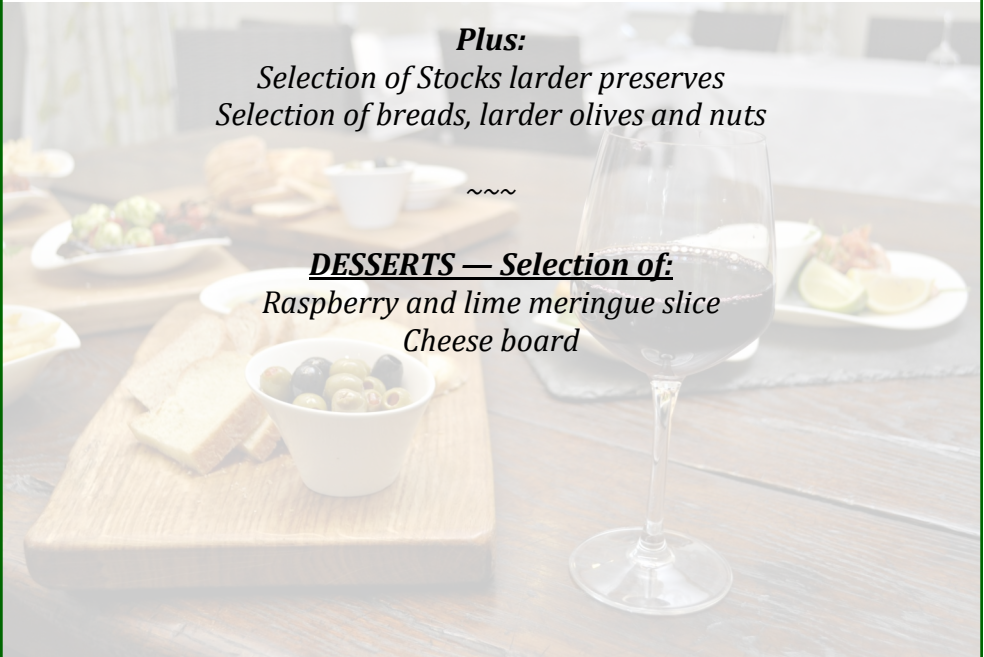 Plus:
Selection of Stocks larder preserves
Selection of breads, larder olives and nuts
~~~
DESSERTS — Selection of:
Raspberry and lime meringue slice
Cheese board